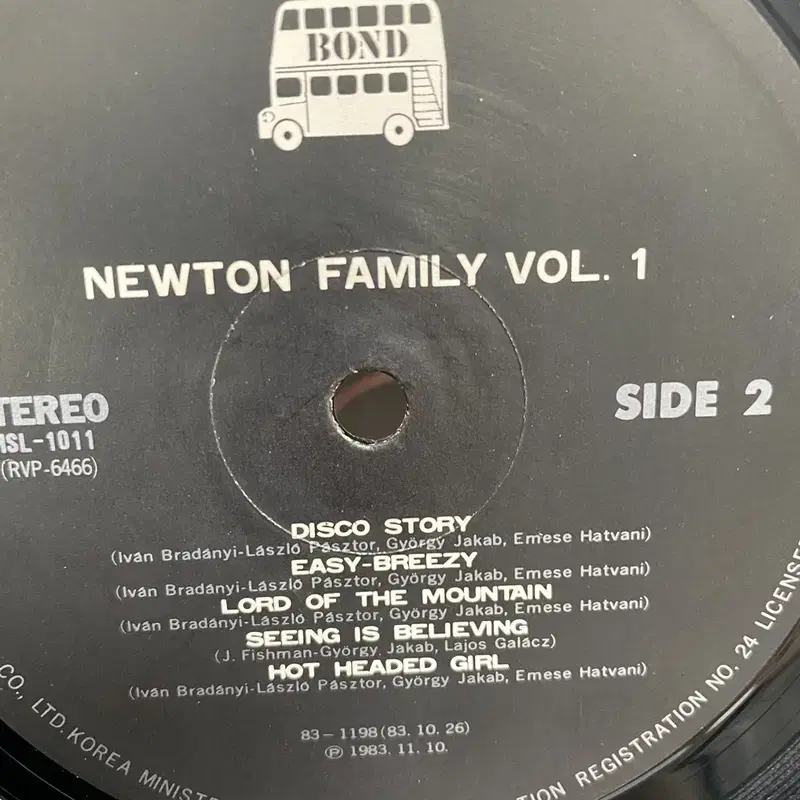 BOND
NEWTON FAMILY VOL. 1
TEREO
SIDE 2
SL-1011
(RVP-6466)
DISCO STORY
(Iván Bradányi-László Pásztor, György Jakab, Emese Hatvani)
EASY-BREEZY
(Iván Bradányi-László Pásztor, György Jakab, Emese Hatvani)
LORD OF THE MOUNTAIN
(Iván Bradányi-László Pásztor, György Jakab, Emese Hatvani)
SEEING IS BELIEVING
(J. Fishman-György Jakab, Lajos Galácz)
HOT HEADED GIRL
(Iván Bradányi-László Pásztor, György Jakab, Emese Hatvani)
83-1198(83. 10. 26)
Ⓟ 1983. 11. 10.
CO., LTD. KOREA MINIST
TION REGISTRATION NO. 24 LICENSE